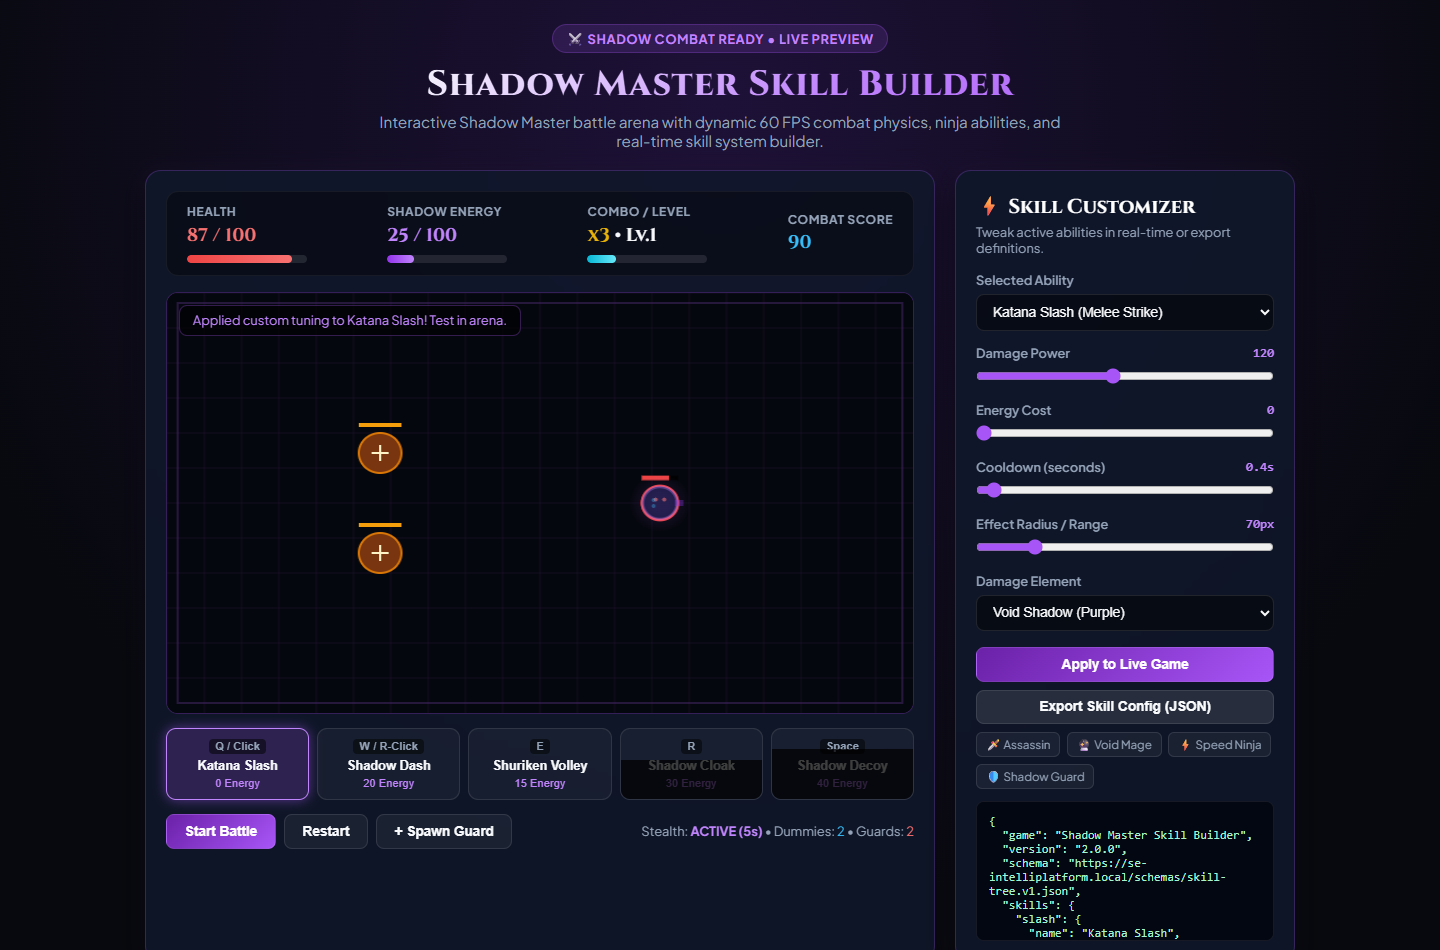 ⚔️ SHADOW COMBAT READY • LIVE PREVIEW
Shadow Master Skill Builder
Interactive Shadow Master battle arena with dynamic 60 FPS combat physics, ninja abilities, and
real-time skill system builder.
HEALTH
87 / 100
SHADOW ENERGY
25 / 100
COMBO / LEVEL
x3 • Lv.1
COMBAT SCORE
90
Applied custom tuning to Katana Slash! Test in arena.
Q / Click
Katana Slash
0 Energy
W / R-Click
Shadow Dash
20 Energy
E
Shuriken Volley
15 Energy
R
Shadow Cloak
30 Energy
Space
Shadow Decoy
40 Energy
Start Battle
Restart
+ Spawn Guard
Stealth: ACTIVE (5s) • Dummies: 2 • Guards: 2
⚡ Skill Customizer
Tweak active abilities in real-time or export
definitions.
Selected Ability
Katana Slash (Melee Strike)
Damage Power 120
Energy Cost 0
Cooldown (seconds) 0.4s
Effect Radius / Range 70px
Damage Element
Void Shadow (Purple)
Apply to Live Game
Export Skill Config (JSON)
Assassin
Void Mage
Speed Ninja
Shadow Guard
{
"game": "Shadow Master Skill Builder",
"version": "2.0.0",
"schema": "https://se-
intelliplatform.local/schemas/skill-
tree.v1.json",
"skills": {
"slash": {
"name": "Katana Slash",